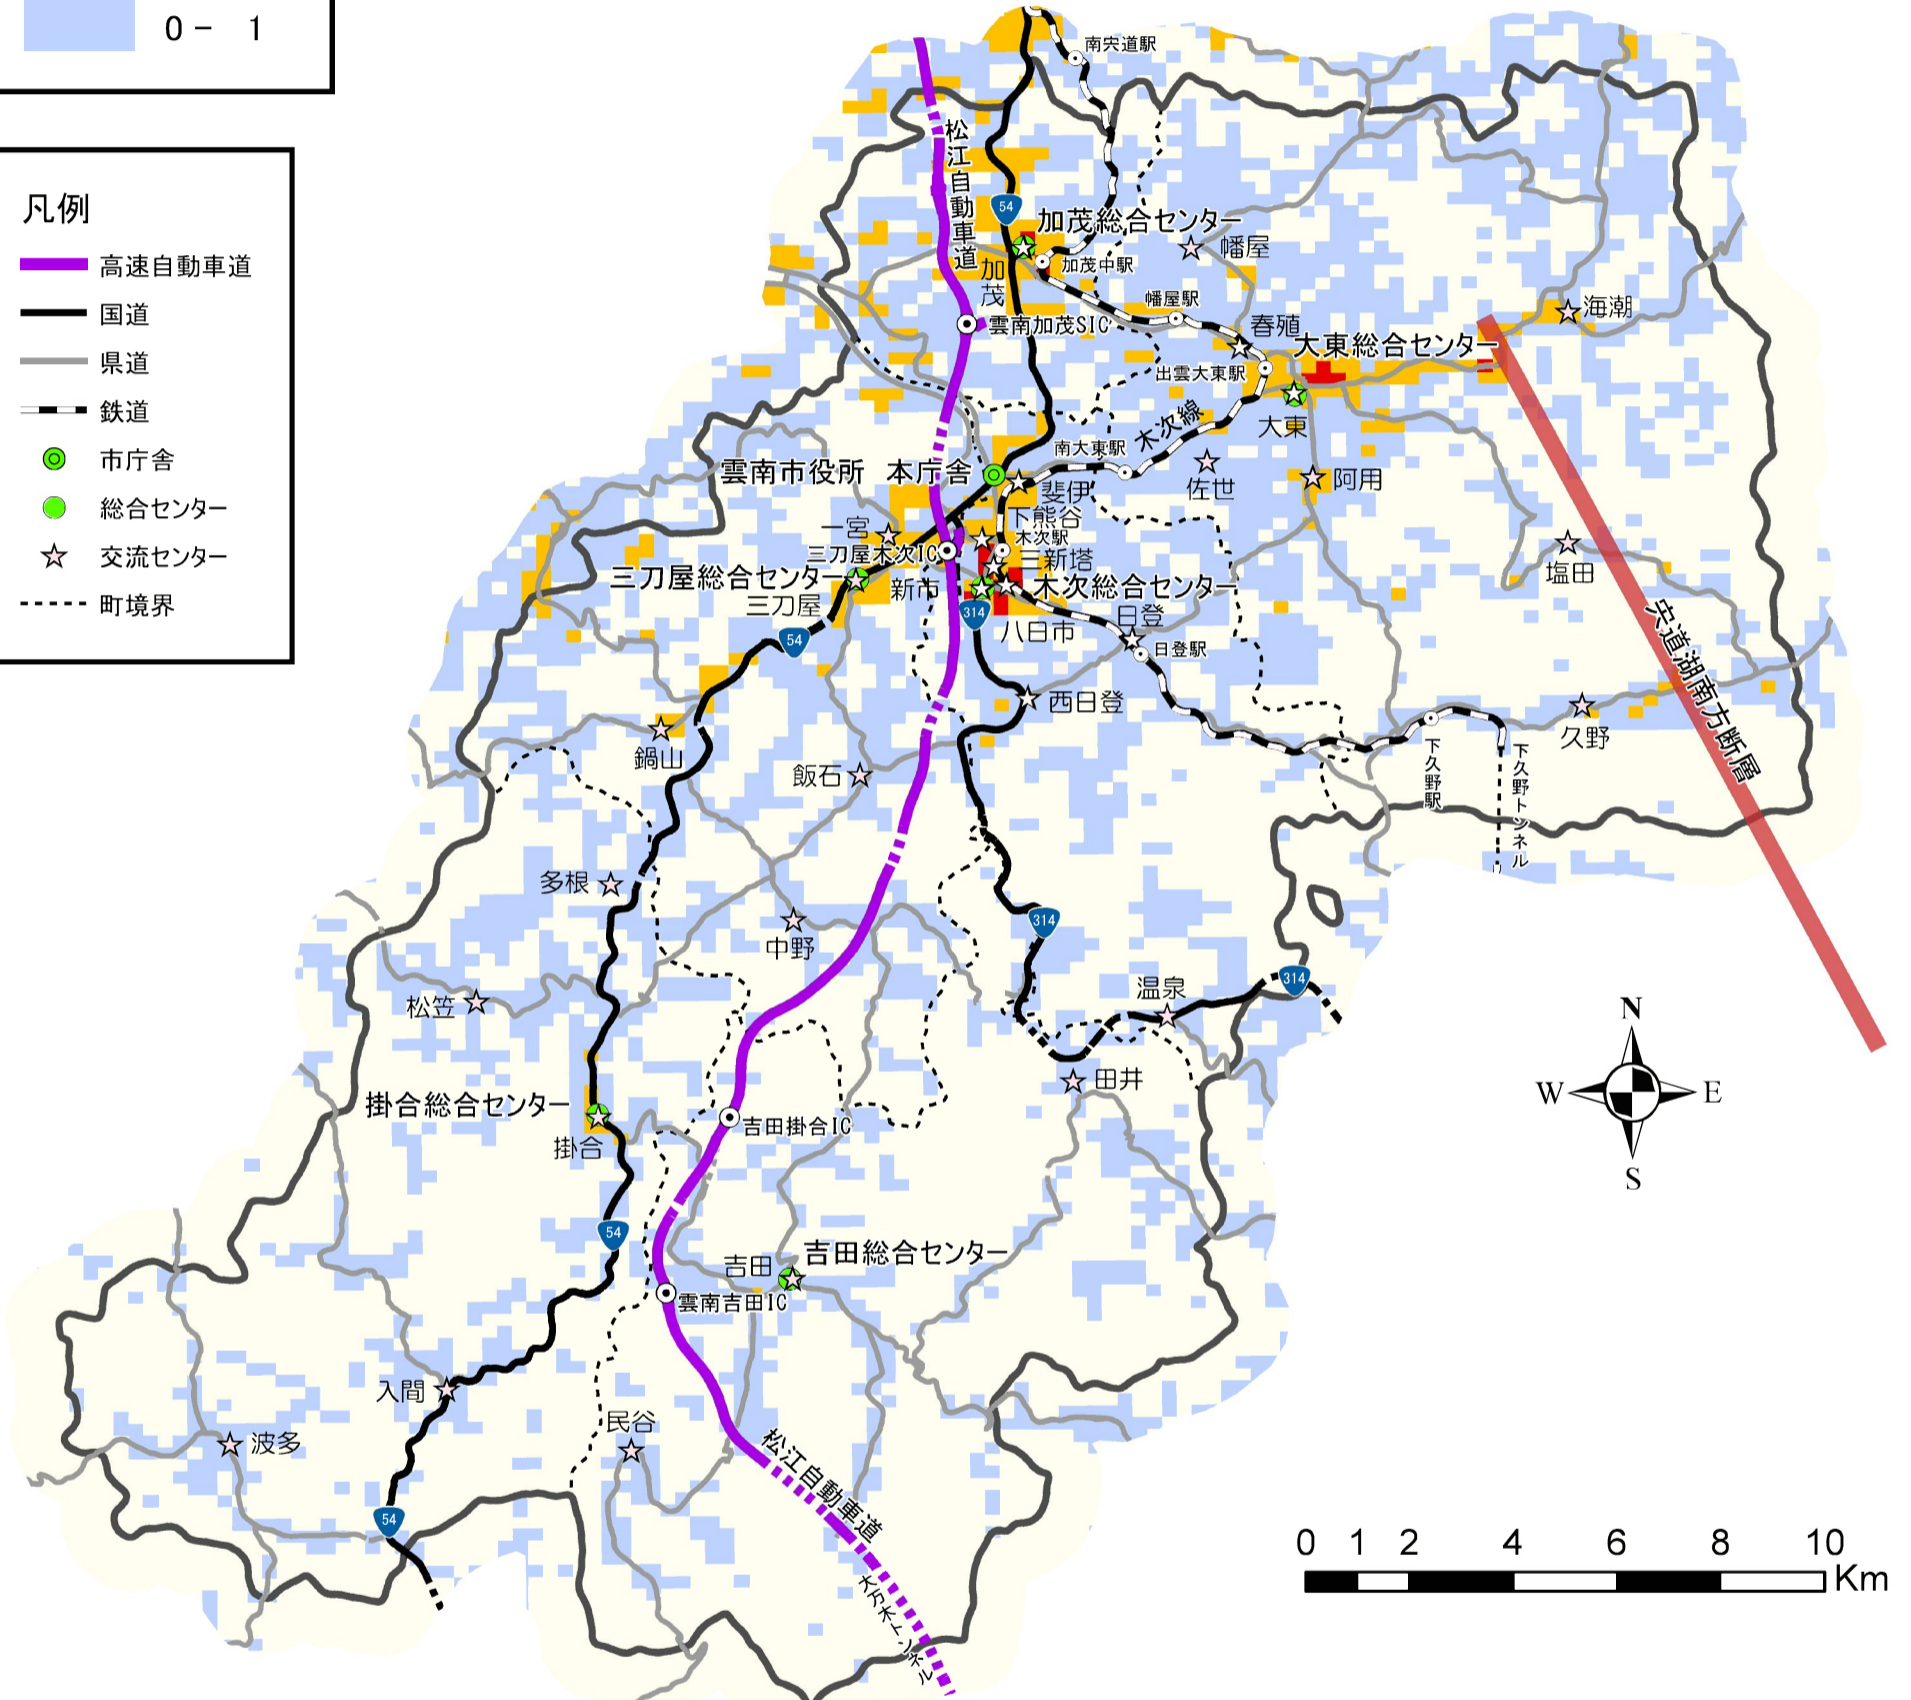 0 - 1
凡例
高速自動車道
国道
県道
鉄道
市庁舎
総合センター
交流センター
町境界
南宍道駅
松江自動車道
54
加茂総合センター
幡屋
加茂中駅
加茂
幡屋駅
海潮
雲南加茂SIC
春殖
大東総合センター
出雲大東駅
木次線
大東
南大東駅
雲南市役所 本庁舎
佐世
阿用
斐伊
下熊谷
一宮
木次駅
三刀屋木次IC
三新塔
塩田
三刀屋総合センター
新市
木次総合センター
三刀屋
314
日登
八日市
54
日登駅
宍道湖南方断層
西日登
久野
鍋山
飯石
下久野駅
下久野トンネル
多根
中野
314
温泉
314
松笠
N
田井
W
E
掛合総合センター
吉田掛合IC
掛合
S
54
吉田
吉田総合センター
雲南吉田IC
入間
民谷
波多
松江自動車道
54
大万木トンネル
0 1 2 4 6 8 10
Km